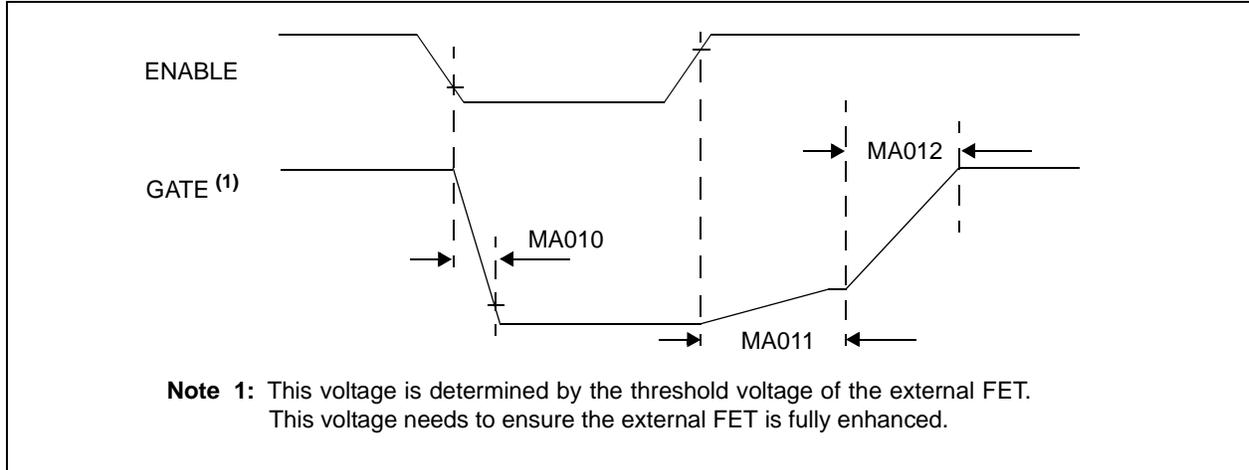 ENABLE
MA012
GATE (1)
MA010
MA011
Note 1: This voltage is determined by the threshold voltage of the external FET.
This voltage needs to ensure the external FET is fully enhanced.